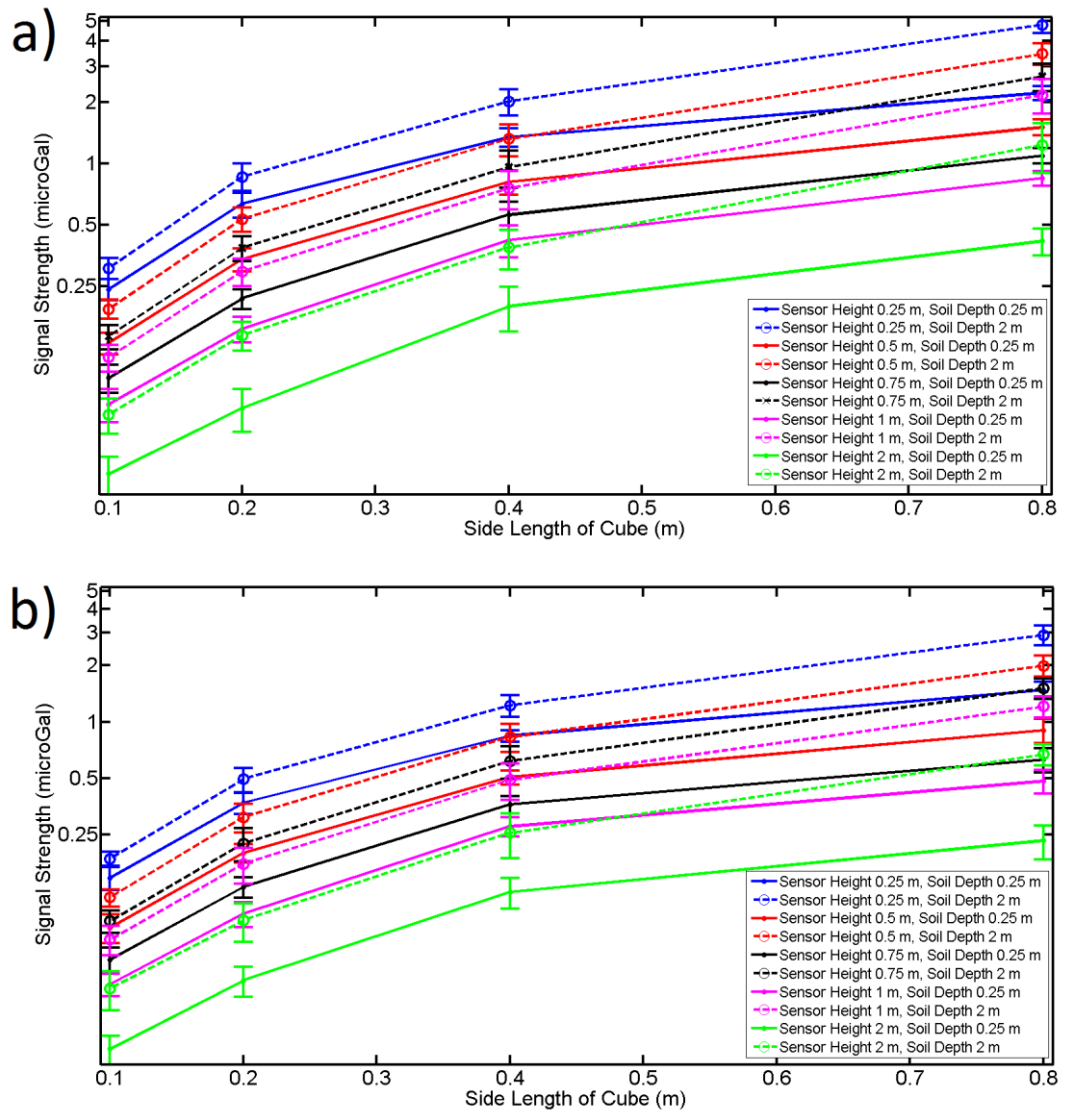 a)
5
4
3
2
1
0.5
0.25
Signal Strength (microGal)
Sensor Height 0.25 m, Soil Depth 0.25 m
Sensor Height 0.25 m, Soil Depth 2 m
Sensor Height 0.5 m, Soil Depth 0.25 m
Sensor Height 0.5 m, Soil Depth 2 m
Sensor Height 0.75 m, Soil Depth 0.25 m
Sensor Height 0.75 m, Soil Depth 2 m
Sensor Height 1 m, Soil Depth 0.25 m
Sensor Height 1 m, Soil Depth 2 m
Sensor Height 2 m, Soil Depth 0.25 m
Sensor Height 2 m, Soil Depth 2 m
0.1 0.2 0.3 0.4 0.5 0.6 0.7 0.8
Side Length of Cube (m)
b)
5
4
3
2
1
0.5
0.25
Signal Strength (microGal)
Sensor Height 0.25 m, Soil Depth 0.25 m
Sensor Height 0.25 m, Soil Depth 2 m
Sensor Height 0.5 m, Soil Depth 0.25 m
Sensor Height 0.5 m, Soil Depth 2 m
Sensor Height 0.75 m, Soil Depth 0.25 m
Sensor Height 0.75 m, Soil Depth 2 m
Sensor Height 1 m, Soil Depth 0.25 m
Sensor Height 1 m, Soil Depth 2 m
Sensor Height 2 m, Soil Depth 0.25 m
Sensor Height 2 m, Soil Depth 2 m
0.1 0.2 0.3 0.4 0.5 0.6 0.7 0.8
Side Length of Cube (m)